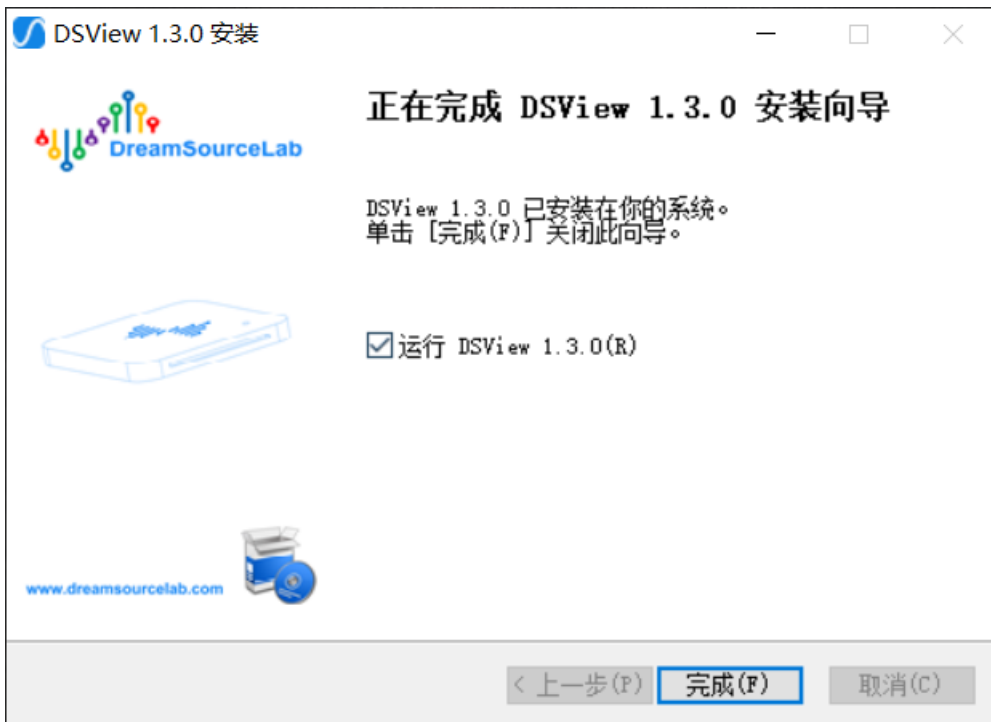 DSView 1.3.0 安装
DreamSourceLab
正在完成 DSView 1.3.0 安装向导
DSView 1.3.0 已安装在你的系统。
单击 [完成(F)] 关闭此向导。
运行 DSView 1.3.0(R)
www.dreamsourcelab.com
< 上一步(P)
完成(F)
取消(C)